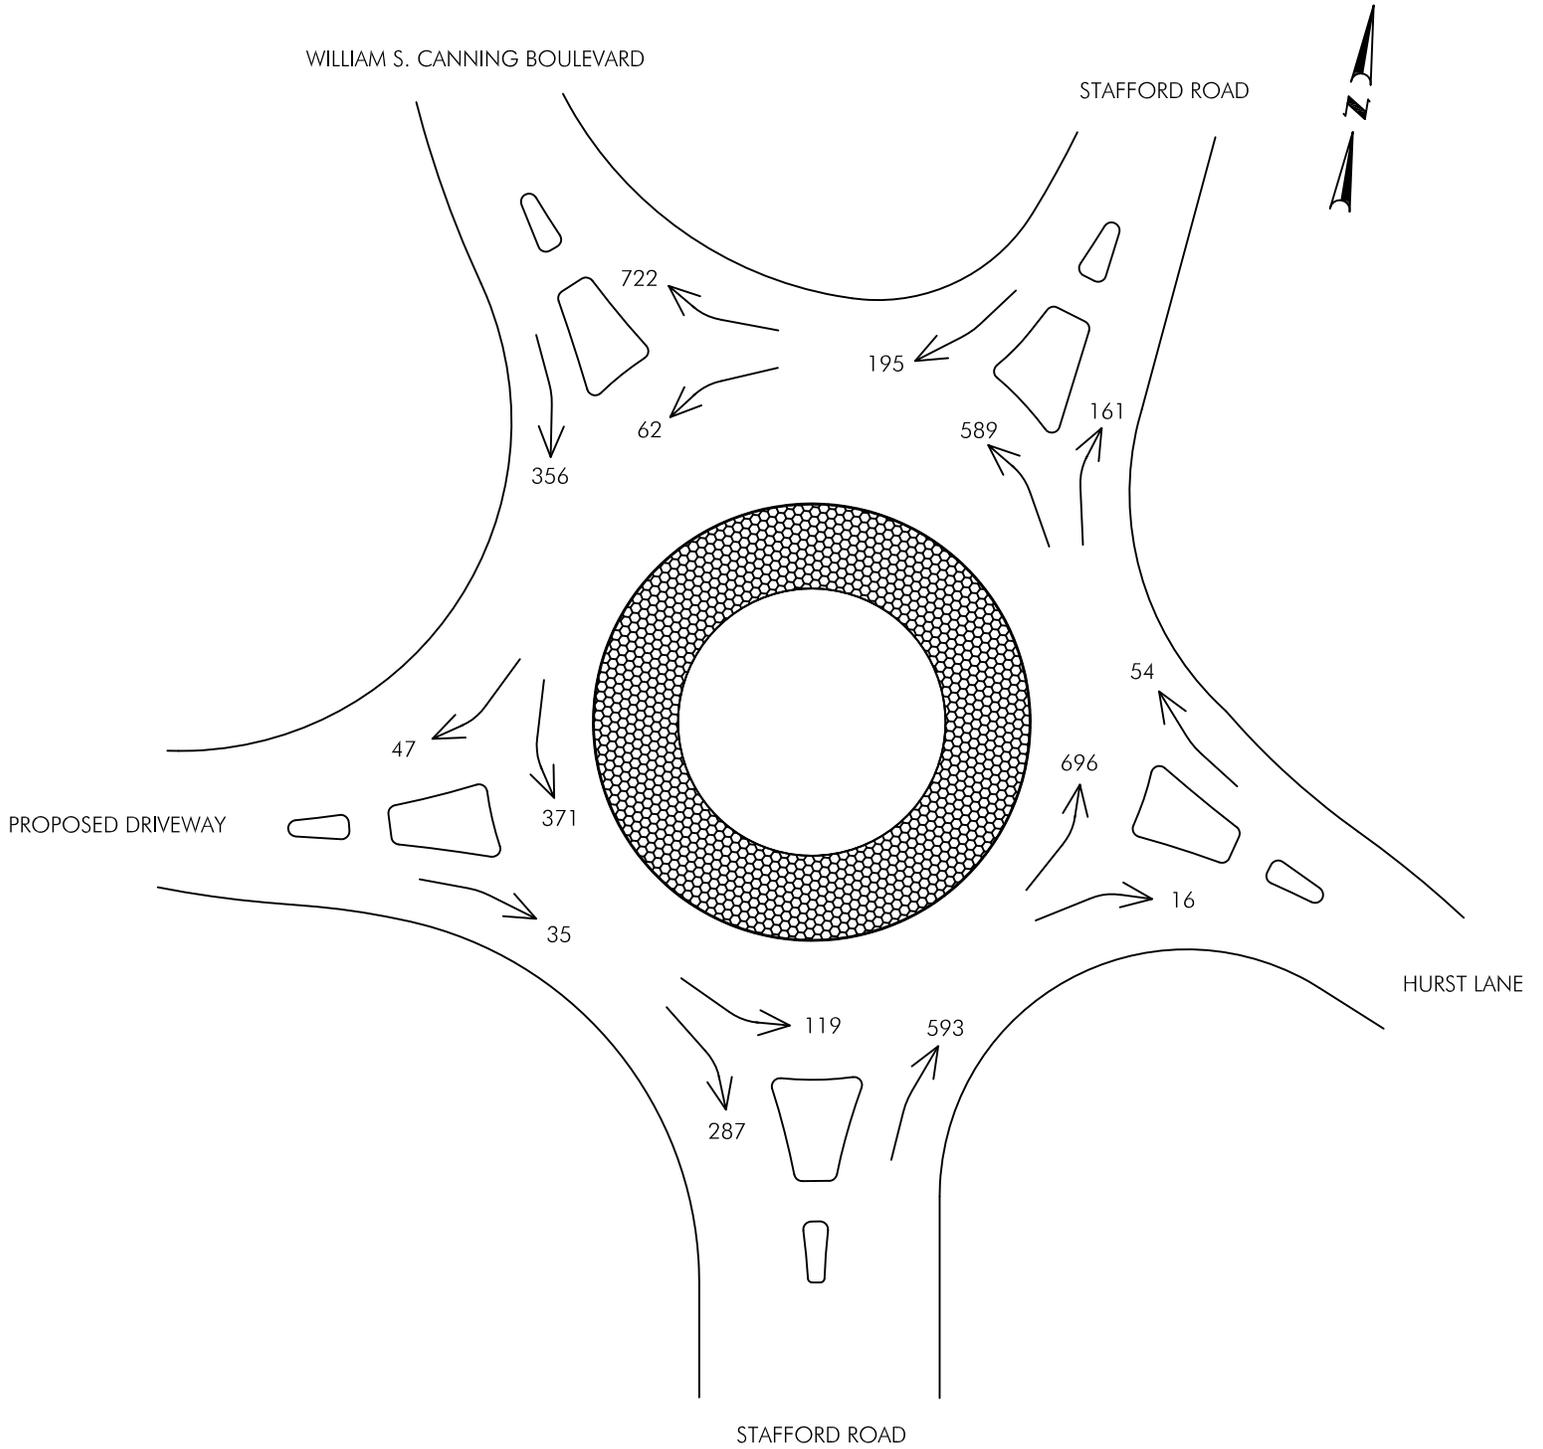 WILLIAM S. CANNING BOULEVARD
STAFFORD ROAD
N
722
195
62
161
589
356
54
47
696
371
PROPOSED DRIVEWAY
16
35
HURST LANE
119
593
287
STAFFORD ROAD